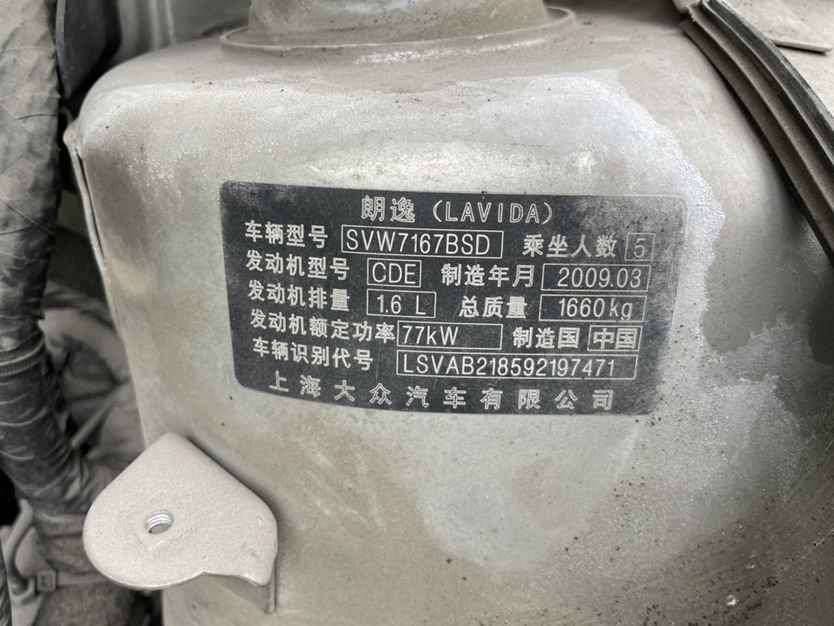 朗逸（LAVIDA）
车辆型号 SVW7167BSD 乘坐人数 5
发动机型号 CDE 制造年月 2009.03
发动机排量 1.6 L 总质量 1660kg
发动机额定功率 77kW 制造国 中国
车辆识别代号 LSVAB218592197471
上海大众汽车有限公司